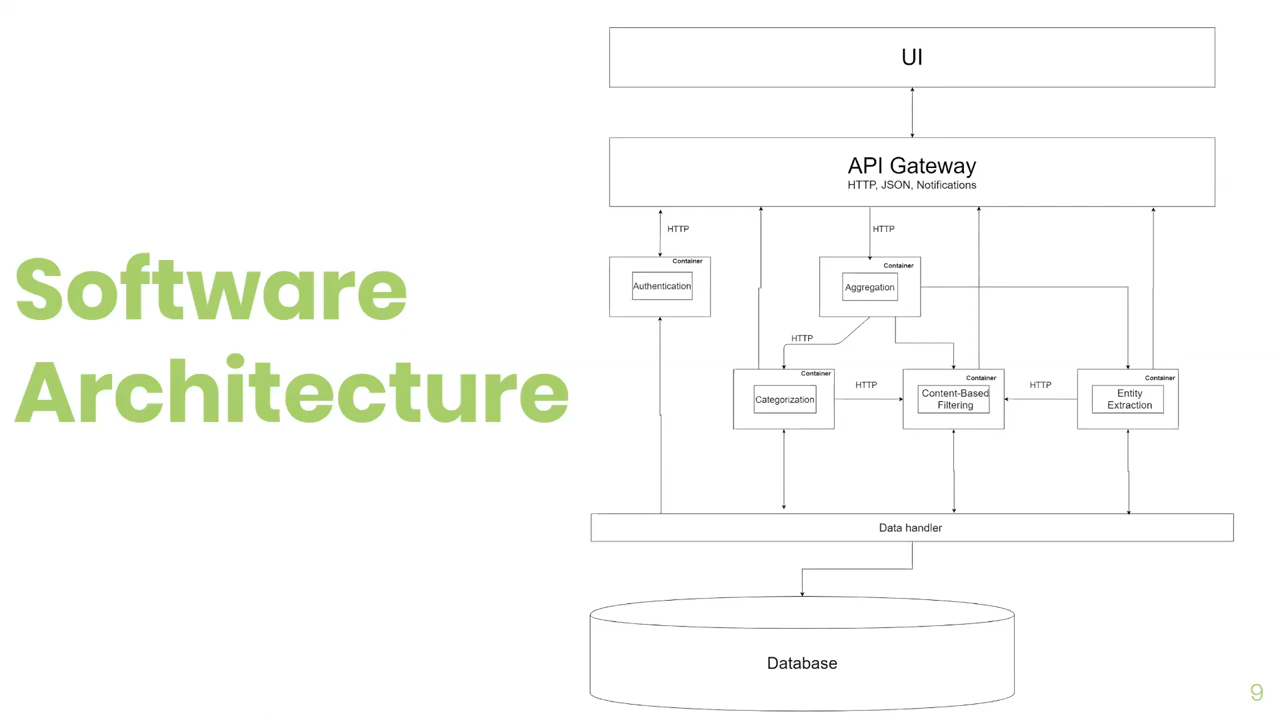 Software
Architecture
UI
API Gateway
HTTP, JSON, Notifications
HTTP
HTTP
Container
Authentication
Container
Aggregation
HTTP
Container
Categorization
HTTP
Container
Content-Based
Filtering
HTTP
Container
Entity
Extraction
Data handler
Database
9